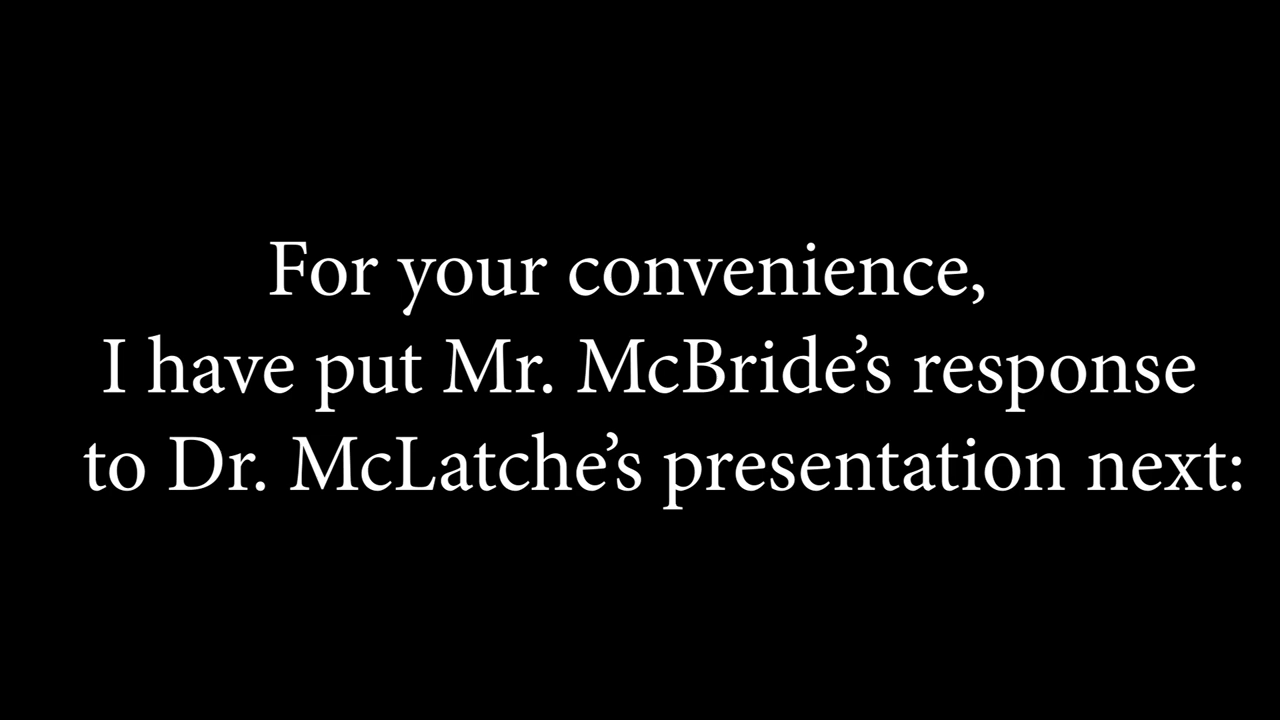 For your convenience,
I have put Mr. McBride’s response
to Dr. McLatche’s presentation next: